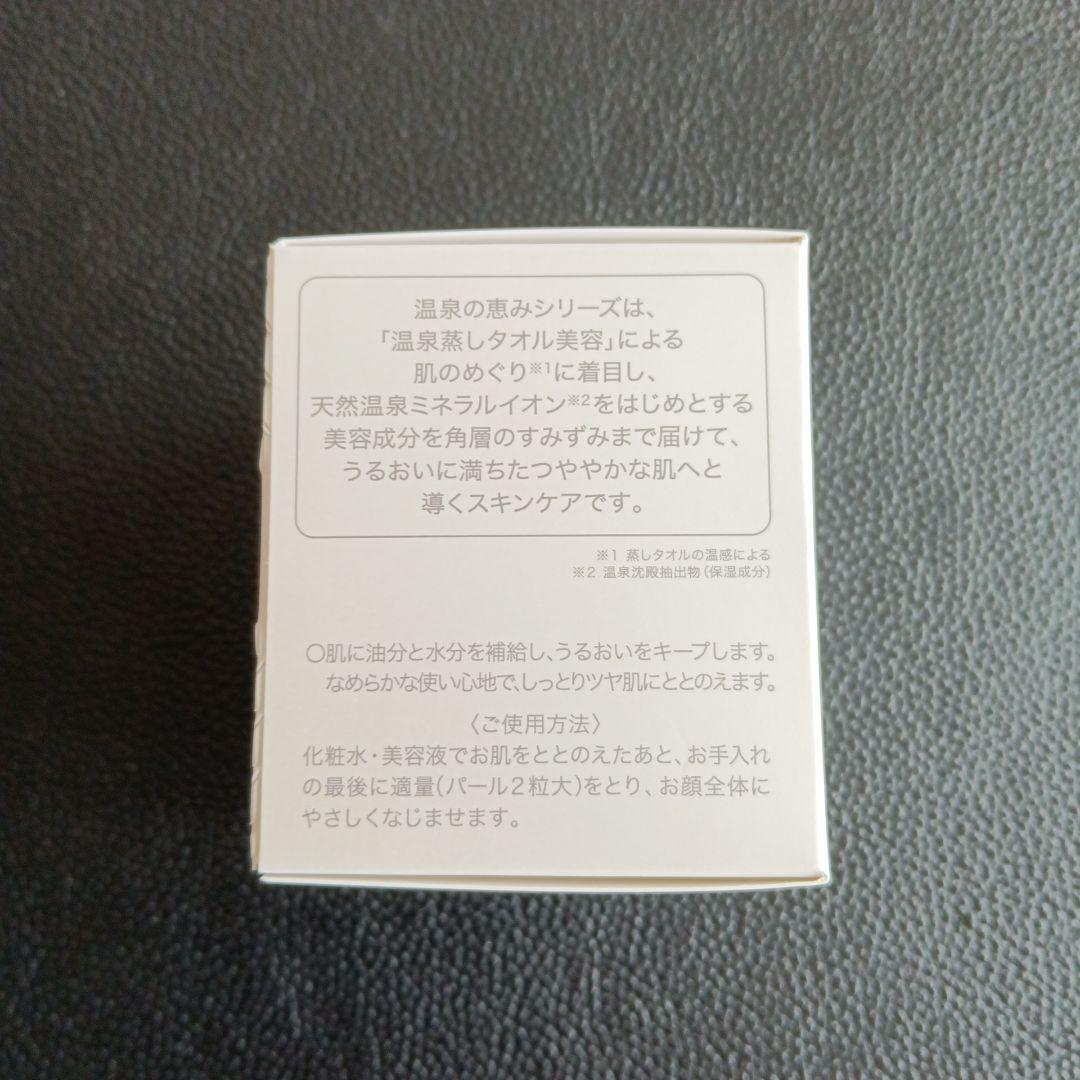 温泉の恵みシリーズは、
「温泉蒸しタオル美容」による
肌のめぐり※1に着目し、
天然温泉ミネラルイオン※2をはじめとする
美容成分を角層のすみずみまで届けて、
うるおいに満ちたつややかな肌へと
導くスキンケアです。
※1 蒸しタオルの温感による
※2 温泉沈殿抽出物(保湿成分)
〇肌に油分と水分を補給し、うるおいをキープします。
なめらかな使い心地で、しっとりツヤ肌にととのえます。
〈ご使用方法〉
化粧水・美容液でお肌をととのえたあと、お手入れ
の最後に適量(パール2粒大)をとり、お顔全体に
やさしくなじませます。